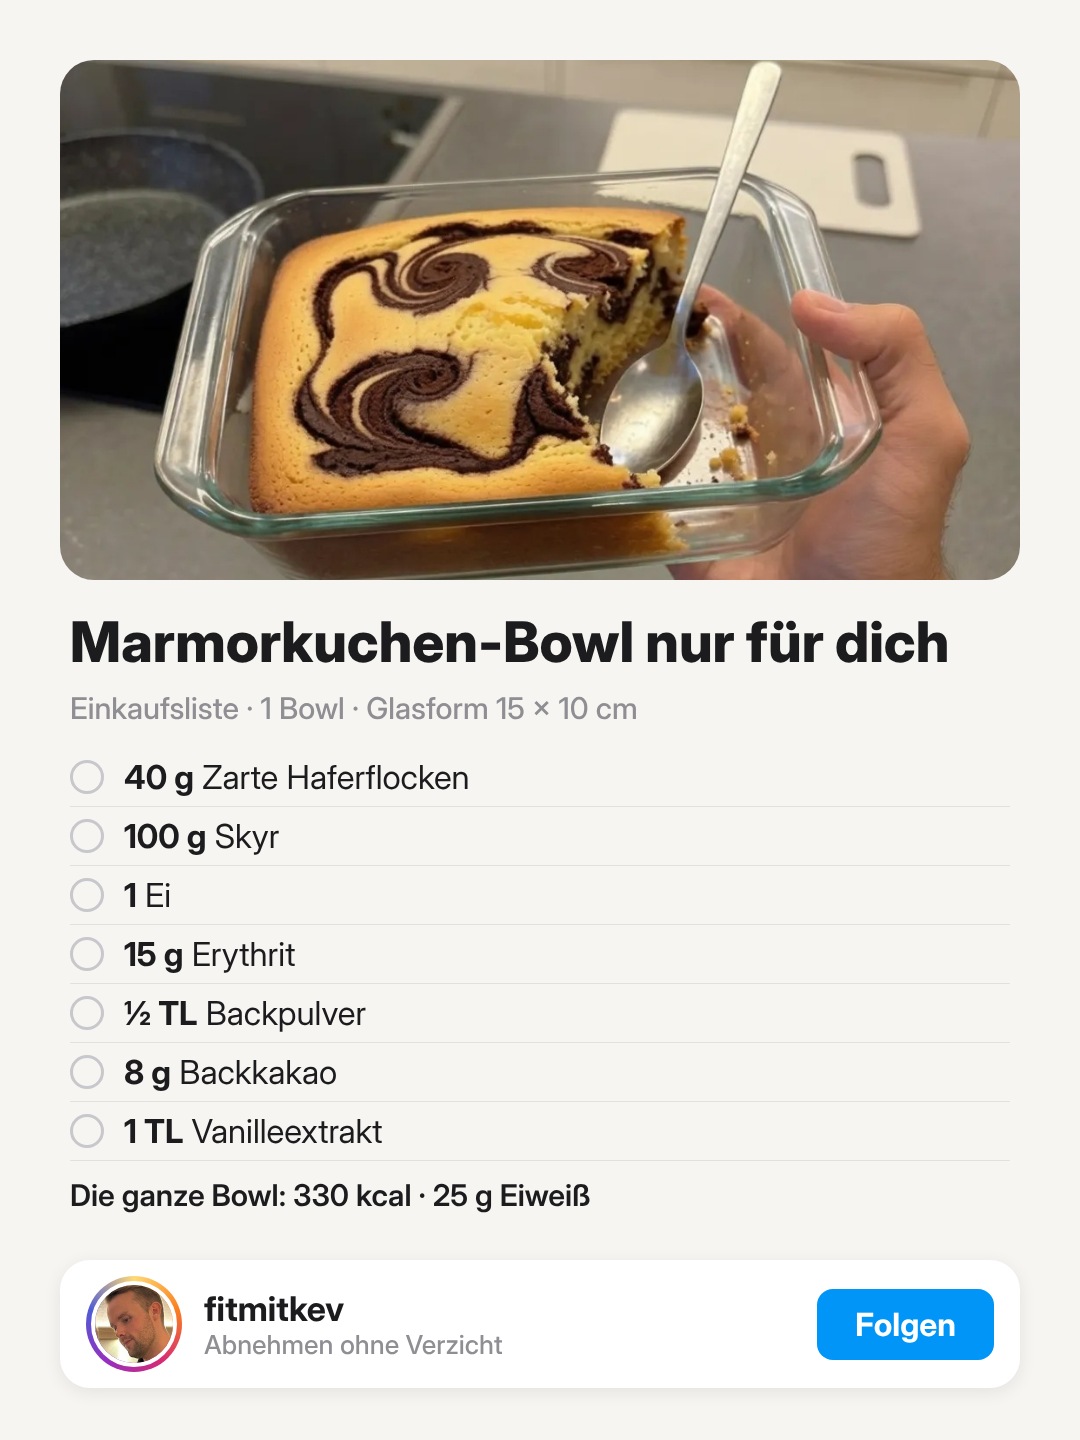 Marmorkuchen-Bowl nur für dich
Einkaufsliste · 1 Bowl · Glasform 15 × 10 cm
40 g Zarte Haferflocken
100 g Skyr
1 Ei
15 g Erythrit
½ TL Backpulver
8 g Backkakao
1 TL Vanilleextrakt
Die ganze Bowl: 330 kcal · 25 g Eiweiß
fitmitkev
Abnehmen ohne Verzicht
Folgen